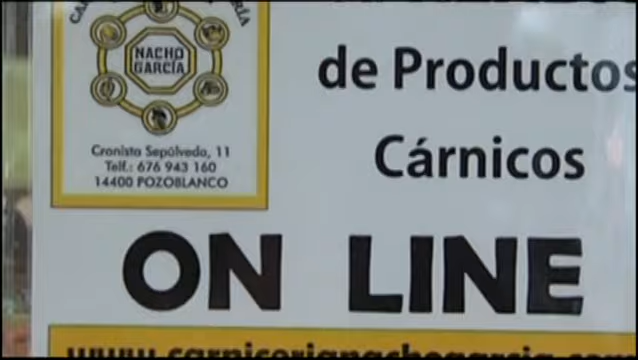 NACHO
GARCÍA
Cronista Sepúlveda, 11
Telf.: 676 943 160
14400 POZOBLANCO
de Productos
Cárnicos
ON LINE